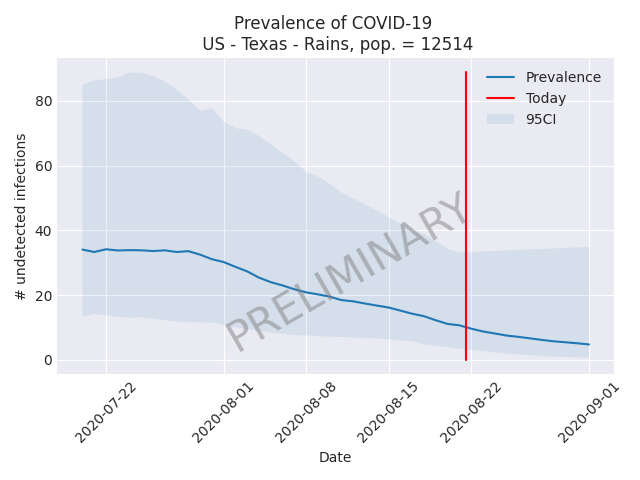 Prevalence of COVID-19
US - Texas - Rains, pop. = 12514
Prevalence
Today
95CI
80
60
40
20
0
# undetected infections
PRELIMINARY
2020-07-22
2020-08-01
2020-08-08
2020-08-15
2020-08-22
2020-09-01
Date